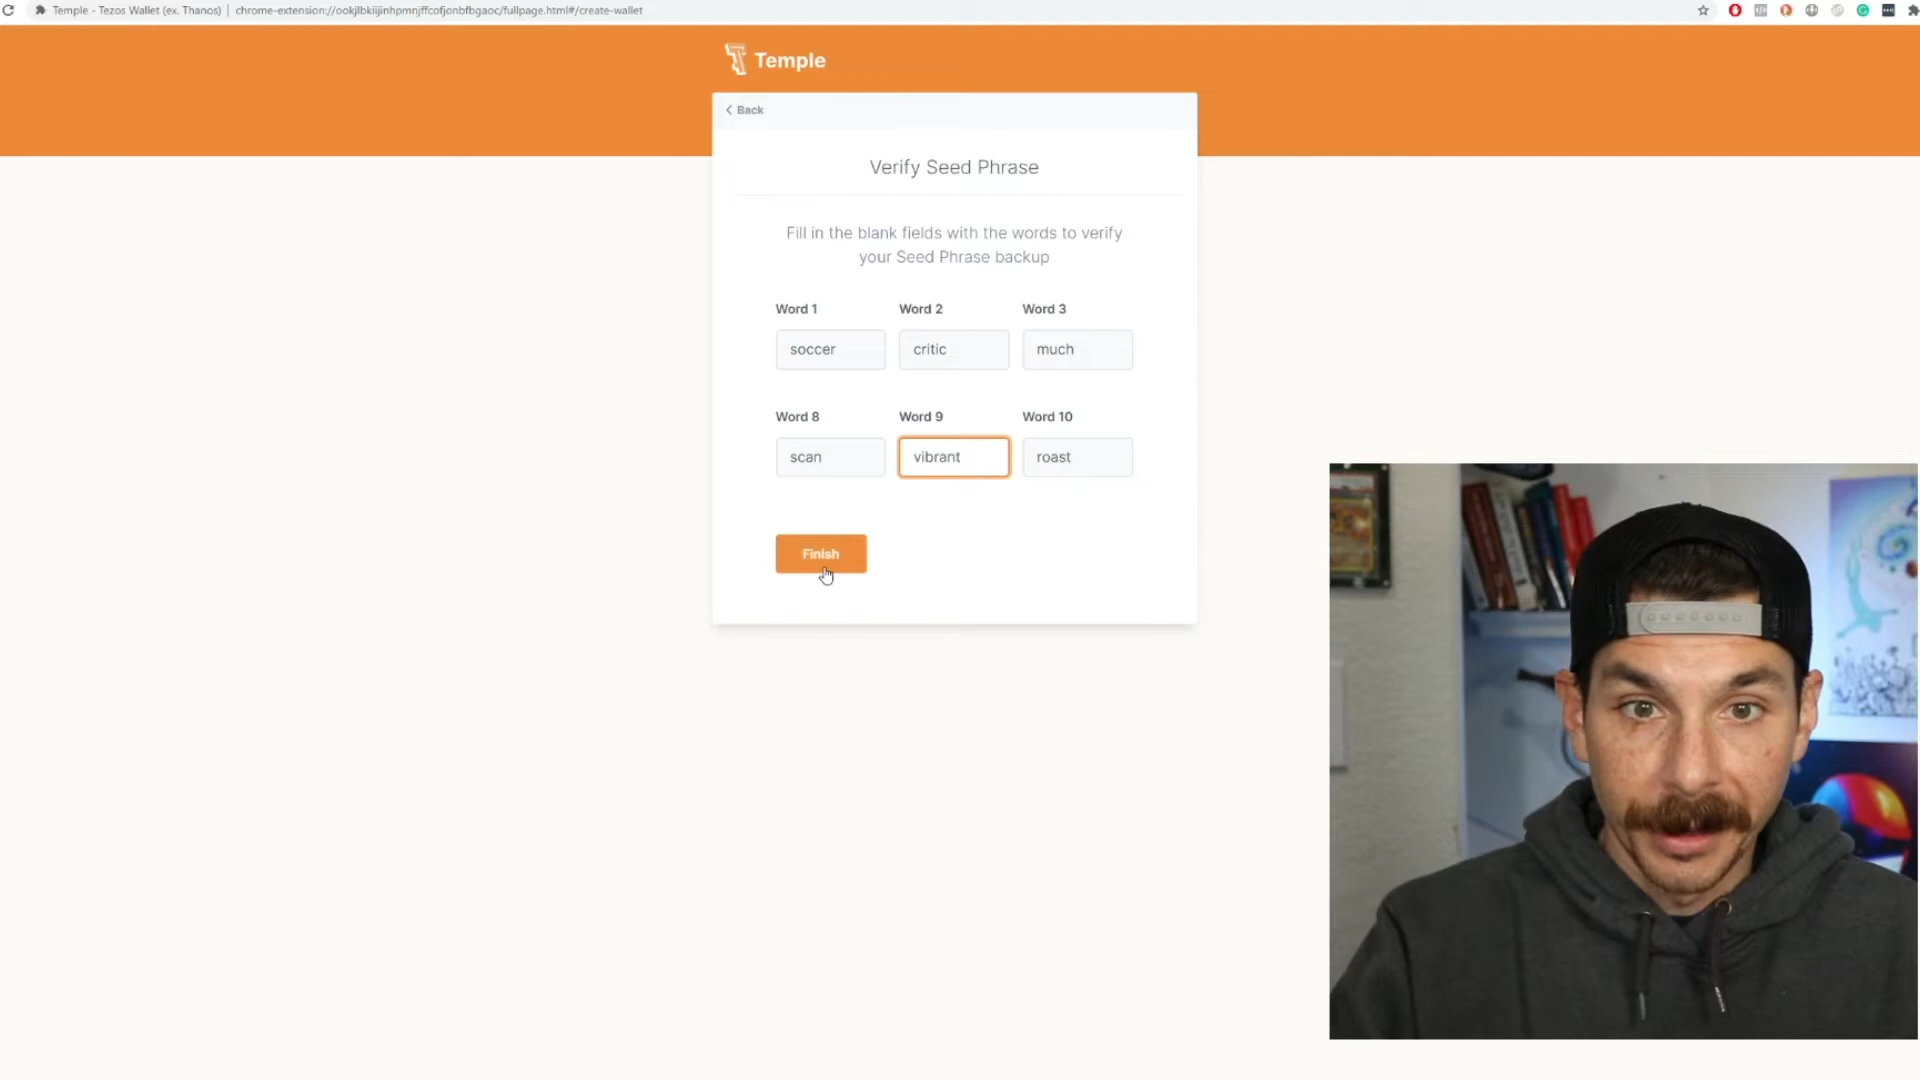 Temple - Tezos Wallet (ex. Thanos) | chrome-extension://ookjlbkiijinhpmnjffcofjonbfbgaoc/fullpage.html#/create-wallet
Temple
Back
Verify Seed Phrase
Fill in the blank fields with the words to verify
your Seed Phrase backup
Word 1 Word 2 Word 3
soccer critic much
Word 8 Word 9 Word 10
scan vibrant roast
Finish